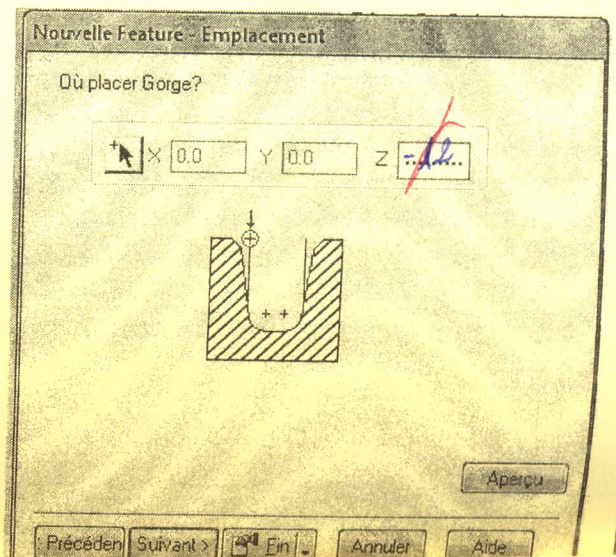 Nouvelle Feature - Emplacement
Où placer Gorge?
X 0.0 Y 0.0 Z
Aperçu
Précéden Suivant > Fin Annuler Aide